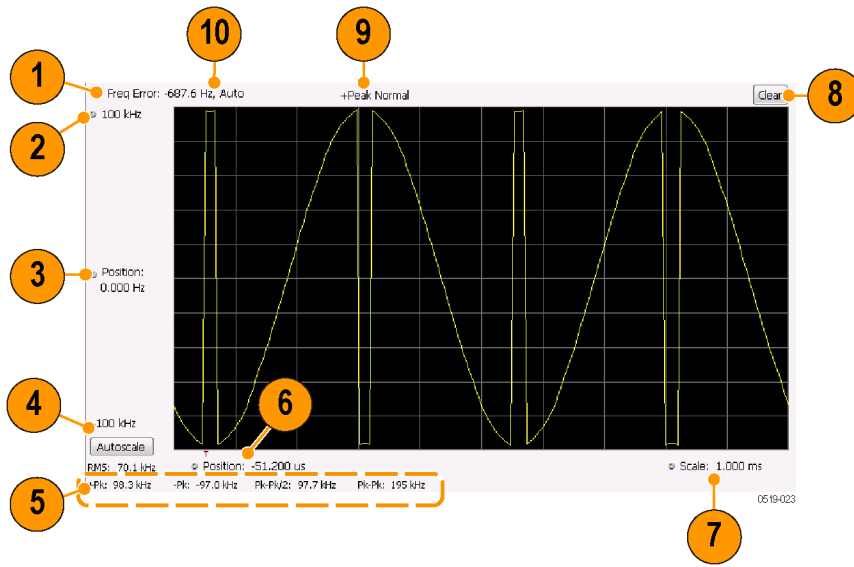 10
9
1
Freq Error: -687.6 Hz, Auto
+Peak Normal
Clear
8
100 kHz
2
3
Position:
0.000 Hz
4
100 kHz
6
Autoscale
RMS: 70.1 kHz
Position: -51.200 us
Scale: 1.000 ms
5
-Pk: 98.3 kHz -Pk: -97.0 kHz Pk-Pk/2: 97.7 kHz Pk-Pk: 195 kHz
0519-023
7